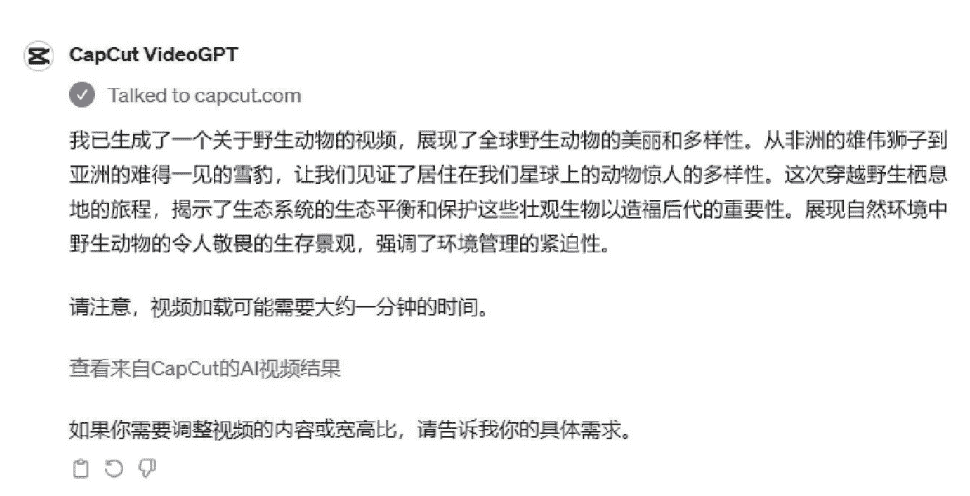 CapCut VideoGPT
Talked to capcut.com
我已生成了一个关于野生动物的视频，展现了全球野生动物的美丽和多样性。从非洲的雄伟狮子到
亚洲的难得一见的雪豹，让我们见证了居住在我们星球上的动物惊人的多样性。这次穿越野生栖息
地的旅程，揭示了生态系统的生态平衡和保护这些壮观生物以造福后代的重要性。展现自然环境中
野生动物的令人敬畏的生存景观，强调了环境管理的紧迫性。
请注意，视频加载可能需要大约一分钟的时间。
查看来自CapCut的AI视频结果
如果你需要调整视频的内容或宽高比，请告诉我你的具体需求。